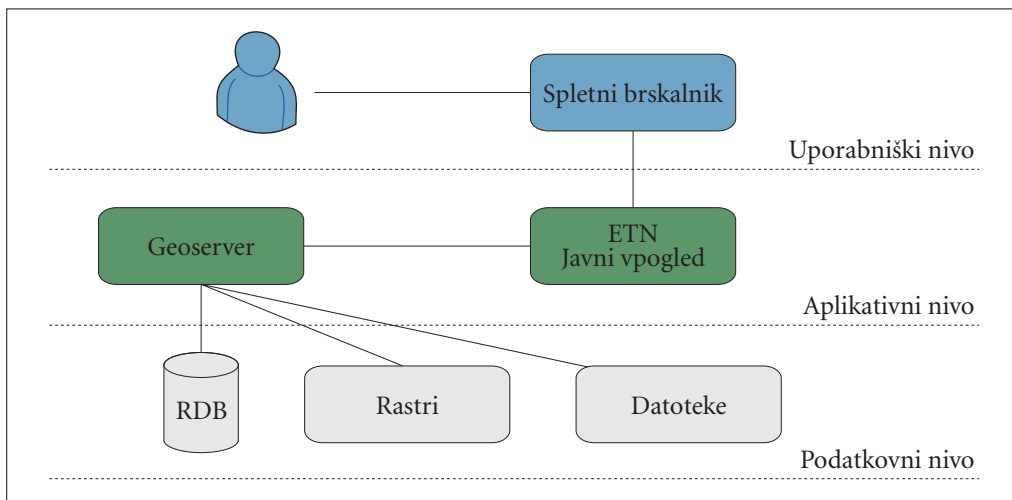 Spletni brskalnik
Uporabniški nivo
Geoserver
ETN
Javni vpogled
Aplikativni nivo
RDB
Rastri
Datoteke
Podatkovni nivo